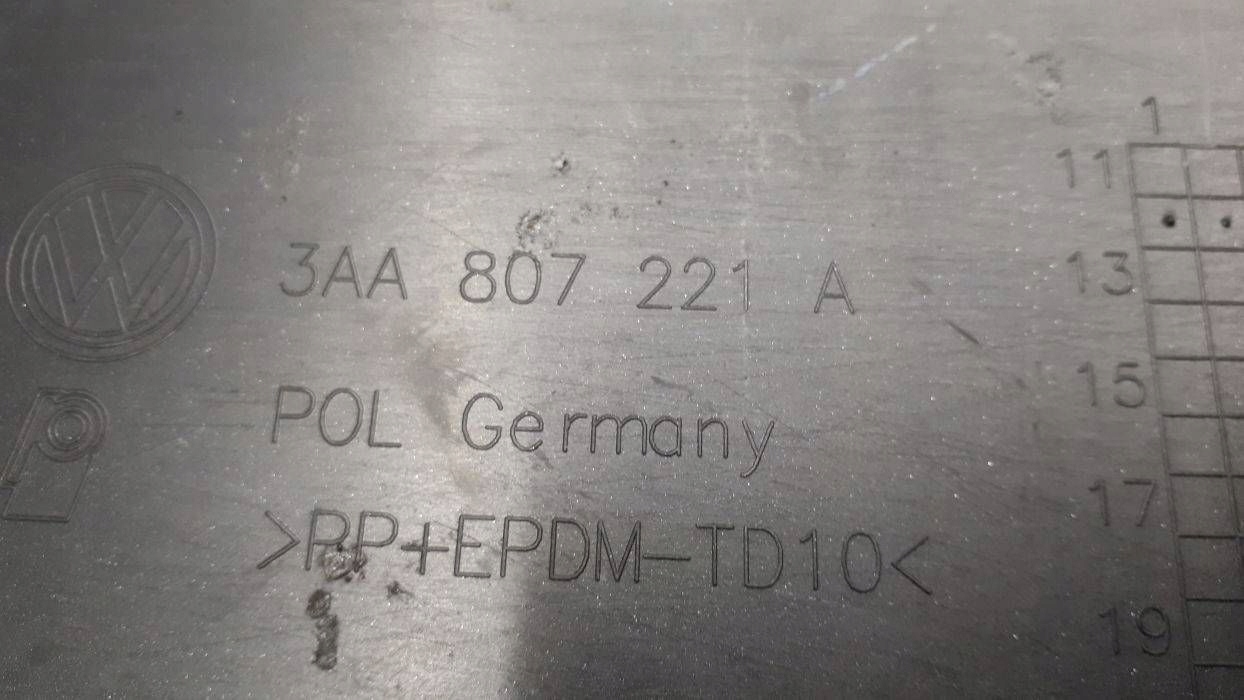 3AA 807 221 A
POL Germany
>PP+EPDM-TD10<
1
11
13
15
17
19